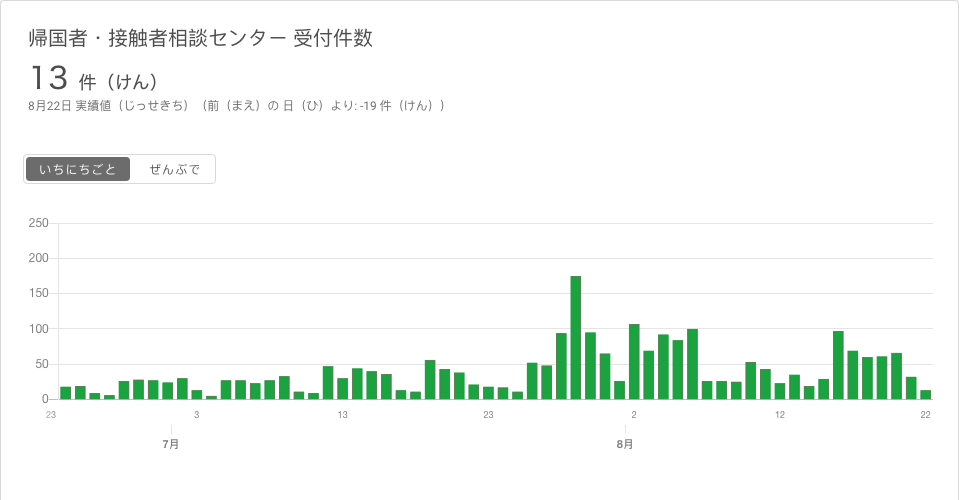 帰国者・接触者相談センター 受付件数
13 件（けん）
8月22日 実績値（じっせきち）（前（まえ）の 日（ひ）より: -19 件（けん））
いちにちごと ぜんぶで
250
200
150
100
50
0
23 3 13 23 2 12 22
7月 8月